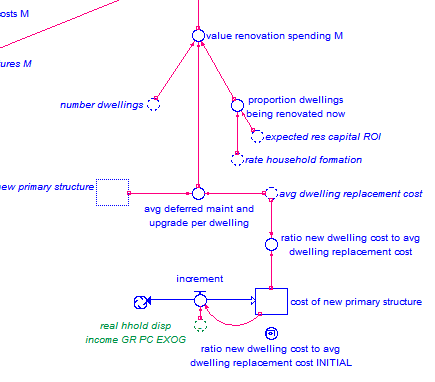 osts M
value renovation spending M
ures M
number dwellings
proportion dwellings
being renovated now
expected res capital ROI
rate household formation
new primary structure
avg dwelling replacement cost
avg deferred maint and
upgrade per dwelling
ratio new dwelling cost to avg
dwelling replacement cost
increment
cost of new primary structure
real hhold disp
income GR PC EXOG
ratio new dwelling cost to avg
dwelling replacement cost INITIAL